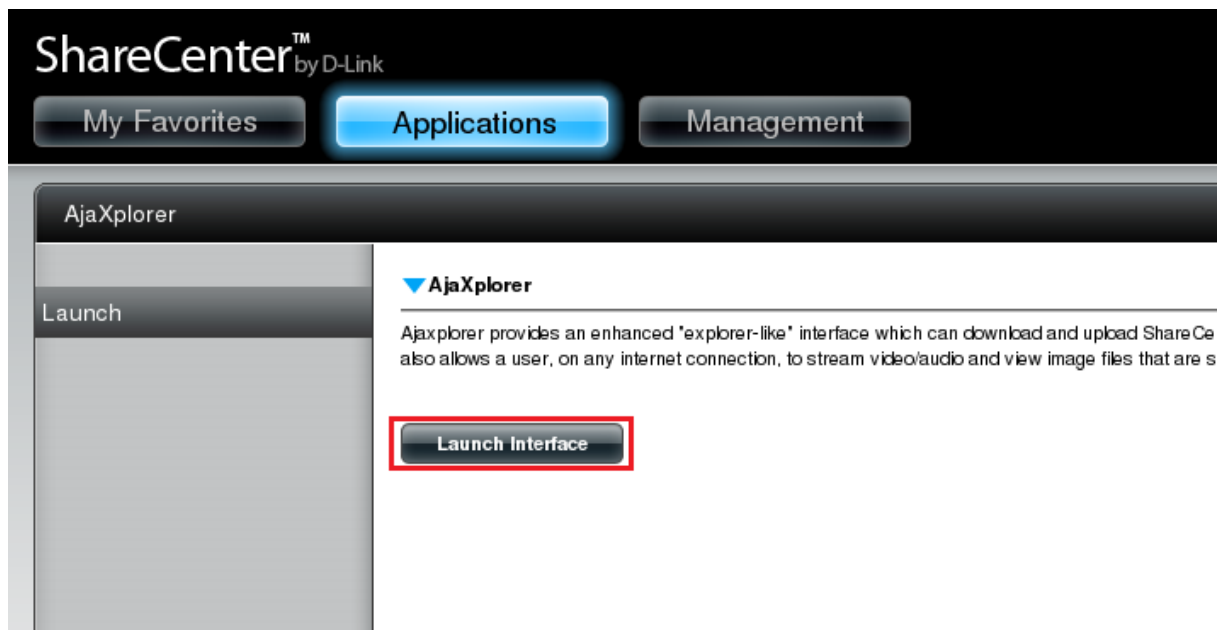 ShareCenter™ by D-Link
My Favorites Applications Management
AjaXplorer
Launch
AjaXplorer
Ajaxplorer provides an enhanced "explorer-like" interface which can download and upload ShareCe
also allows a user, on any internet connection, to stream video/audio and view image files that are s
Launch Interface